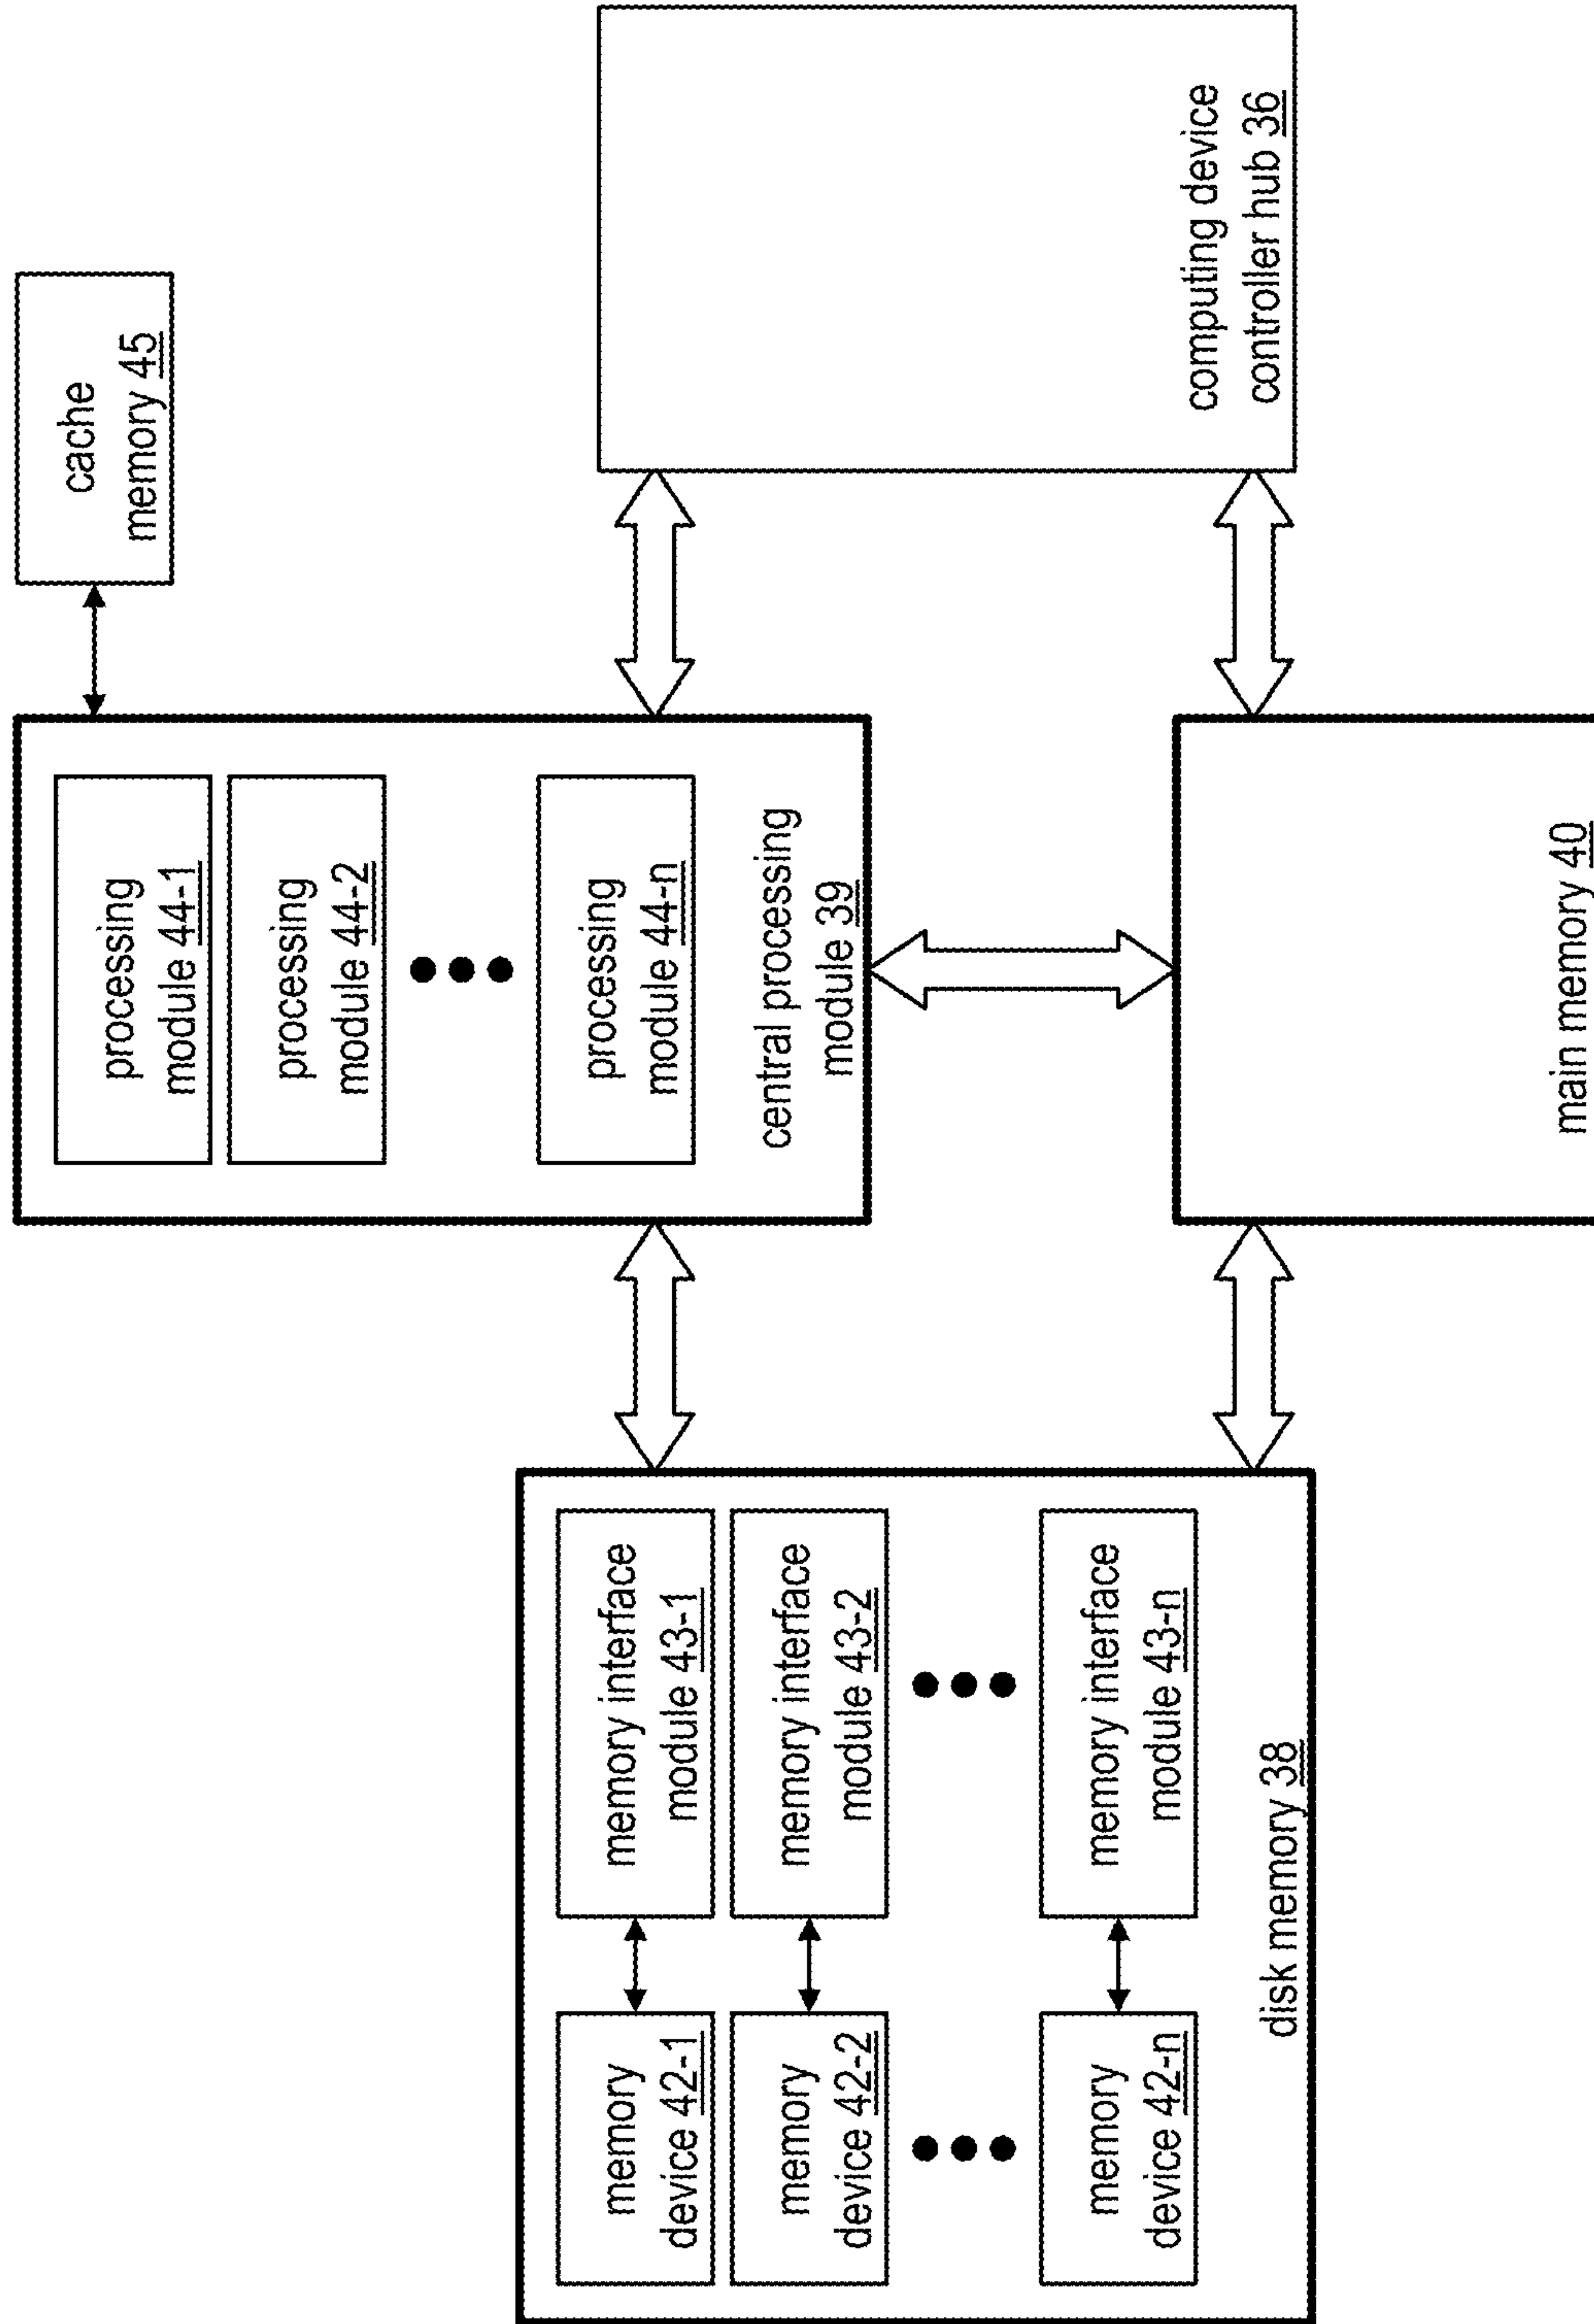 memory
device 42-1
memory interface
module 43-1
memory
device 42-2
memory interface
module 43-2
memory
device 42-n
memory interface
module 43-n
disk memory 38
processing
module 44-1
processing
module 44-2
processing
module 44-n
central processing
module 39
main memory 40
cache
memory 45
computing device
controller hub 36